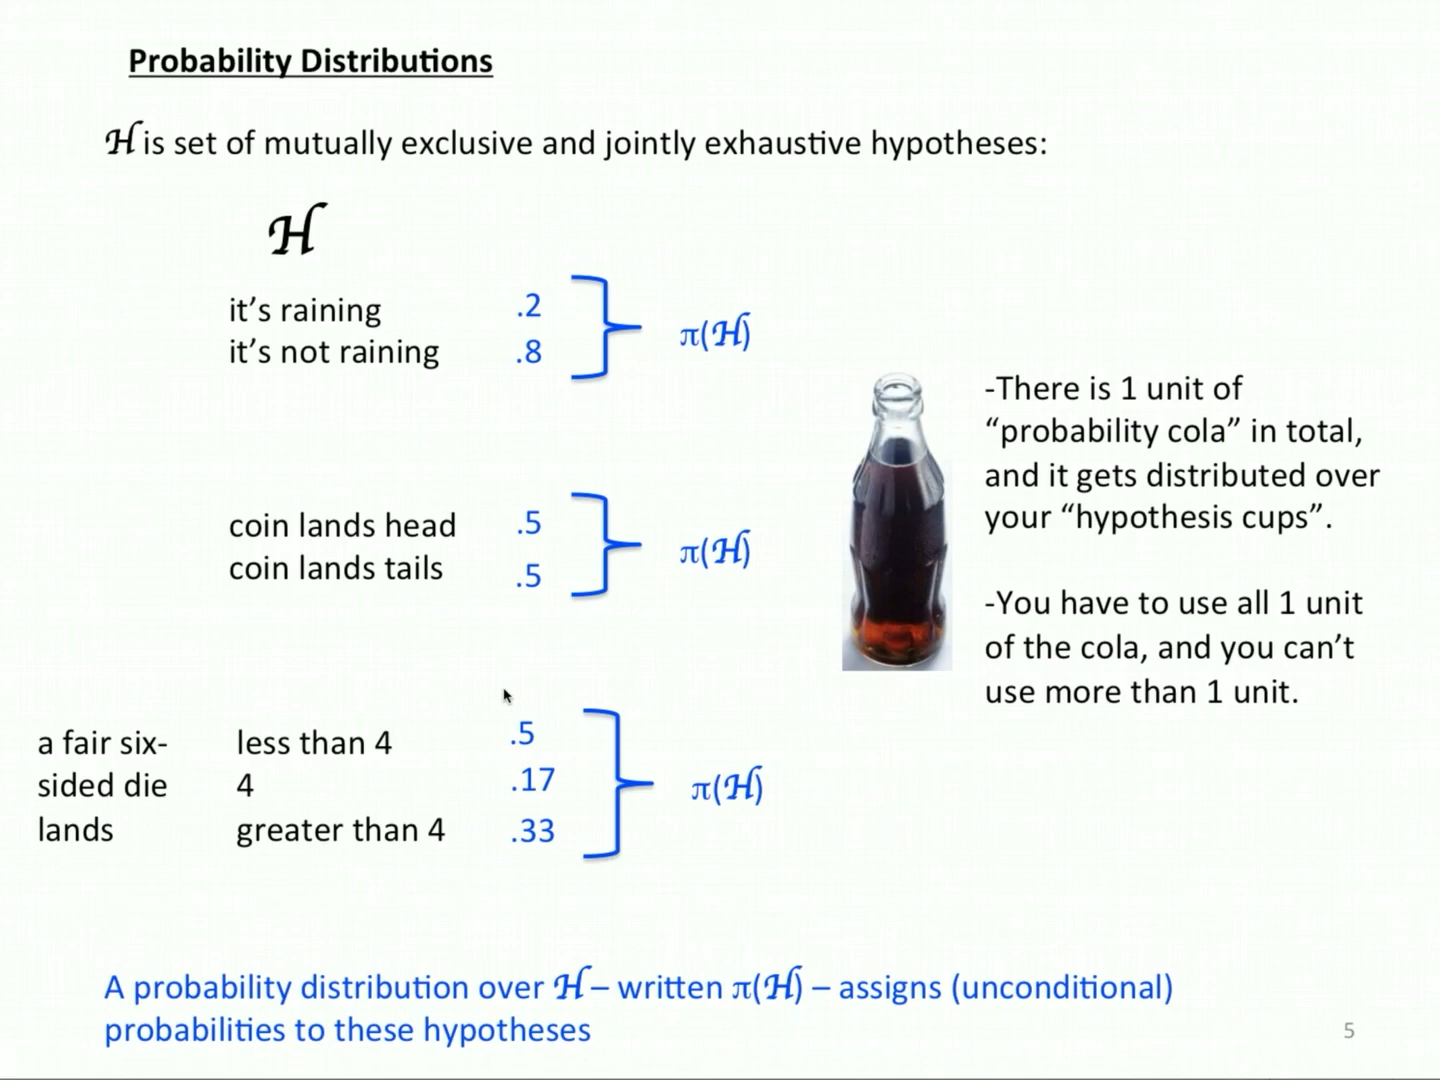 Probability Distributions
ℋ is set of mutually exclusive and jointly exhaustive hypotheses:
ℋ
it’s raining .2
it’s not raining .8
π(ℋ)
coin lands head .5
coin lands tails .5
π(ℋ)
a fair six-
sided die
lands
less than 4 .5
4 .17
greater than 4 .33
π(ℋ)
-There is 1 unit of
“probability cola” in total,
and it gets distributed over
your “hypothesis cups”.
-You have to use all 1 unit
of the cola, and you can’t
use more than 1 unit.
A probability distribution over ℋ – written π(ℋ) – assigns (unconditional)
probabilities to these hypotheses
5